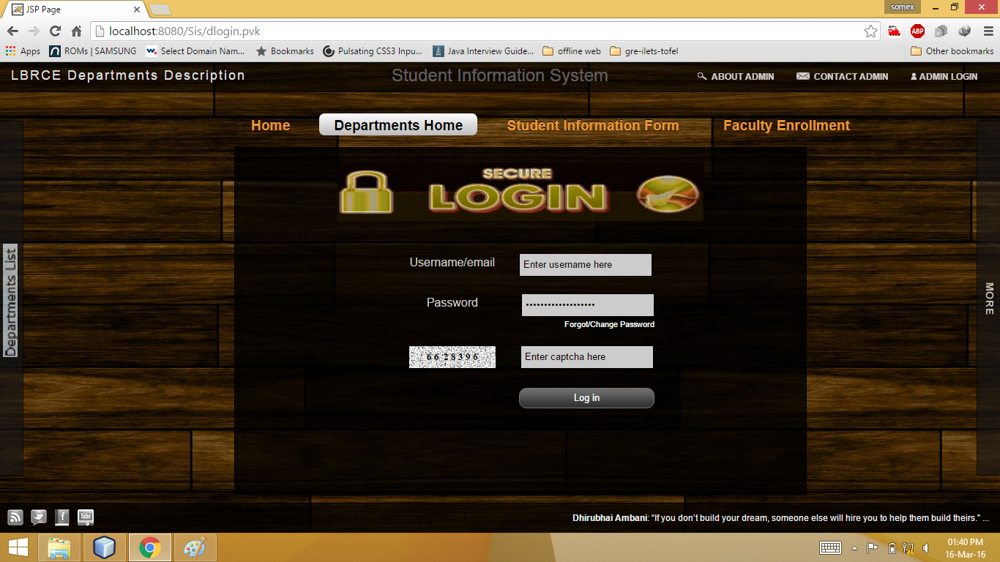 JSP Page
somex
localhost:8080/Sis/dlogin.pvk
ABP
Apps ROMs | SAMSUNG Select Domain Nam... Bookmarks Pulsating CSS3 Inpu... Java Interview Guide... offline web gre-ilets-tofel Other bookmarks
LBRCE Departments Description Student Information System ABOUT ADMIN CONTACT ADMIN ADMIN LOGIN
Home Departments Home Student Information Form Faculty Enrollment
SECURE
LOGIN
Departments List
MORE
Username/email Enter username here
Password •••••••••••••••••••
Forgot/Change Password
6628396 Enter captcha here
Log in
Tube
Dhirubhai Ambani: “If you don’t build your dream, someone else will hire you to help them build theirs.” ...
01:40 PM
16-Mar-16